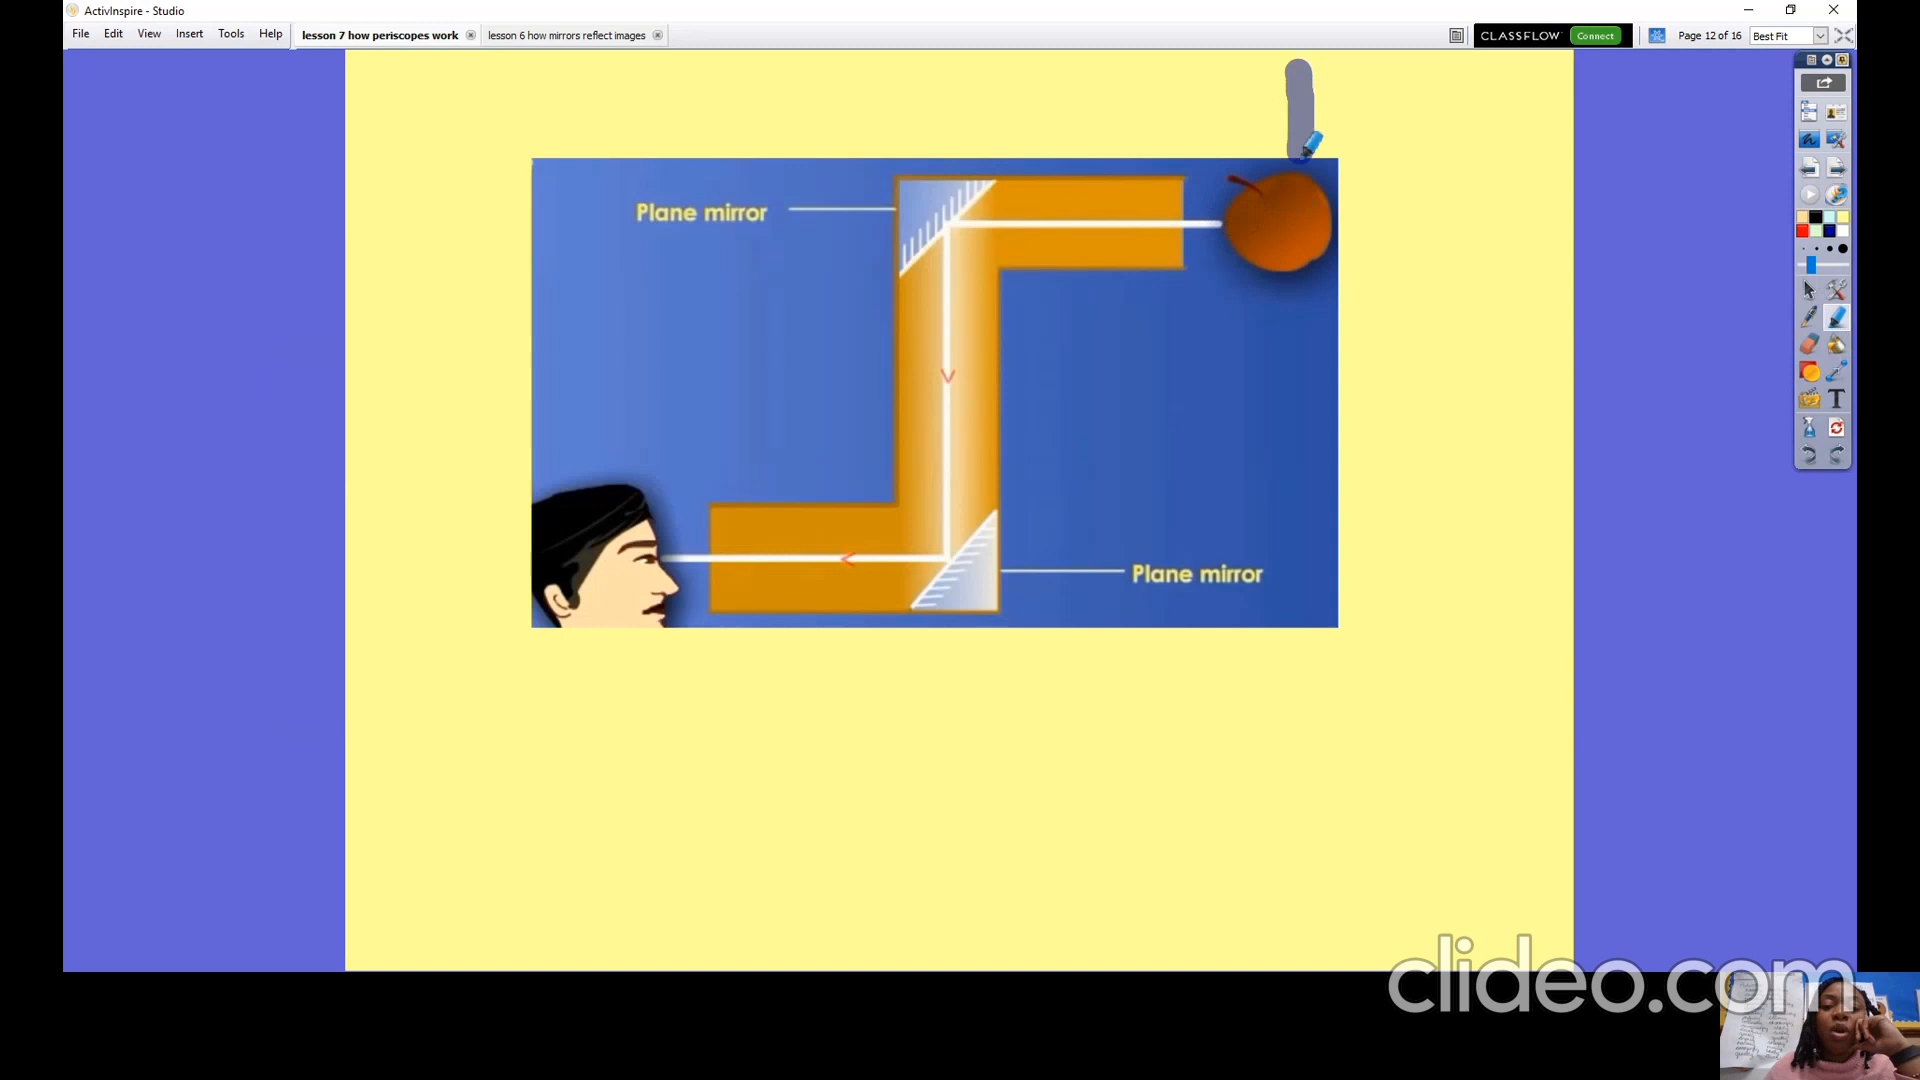 ActivInspire - Studio
File Edit View Insert Tools Help
lesson 7 how periscopes work
lesson 6 how mirrors reflect images
CLASSFLOW Connect
Page 12 of 16
Best Fit
Plane mirror
Plane mirror
T
clideo.com